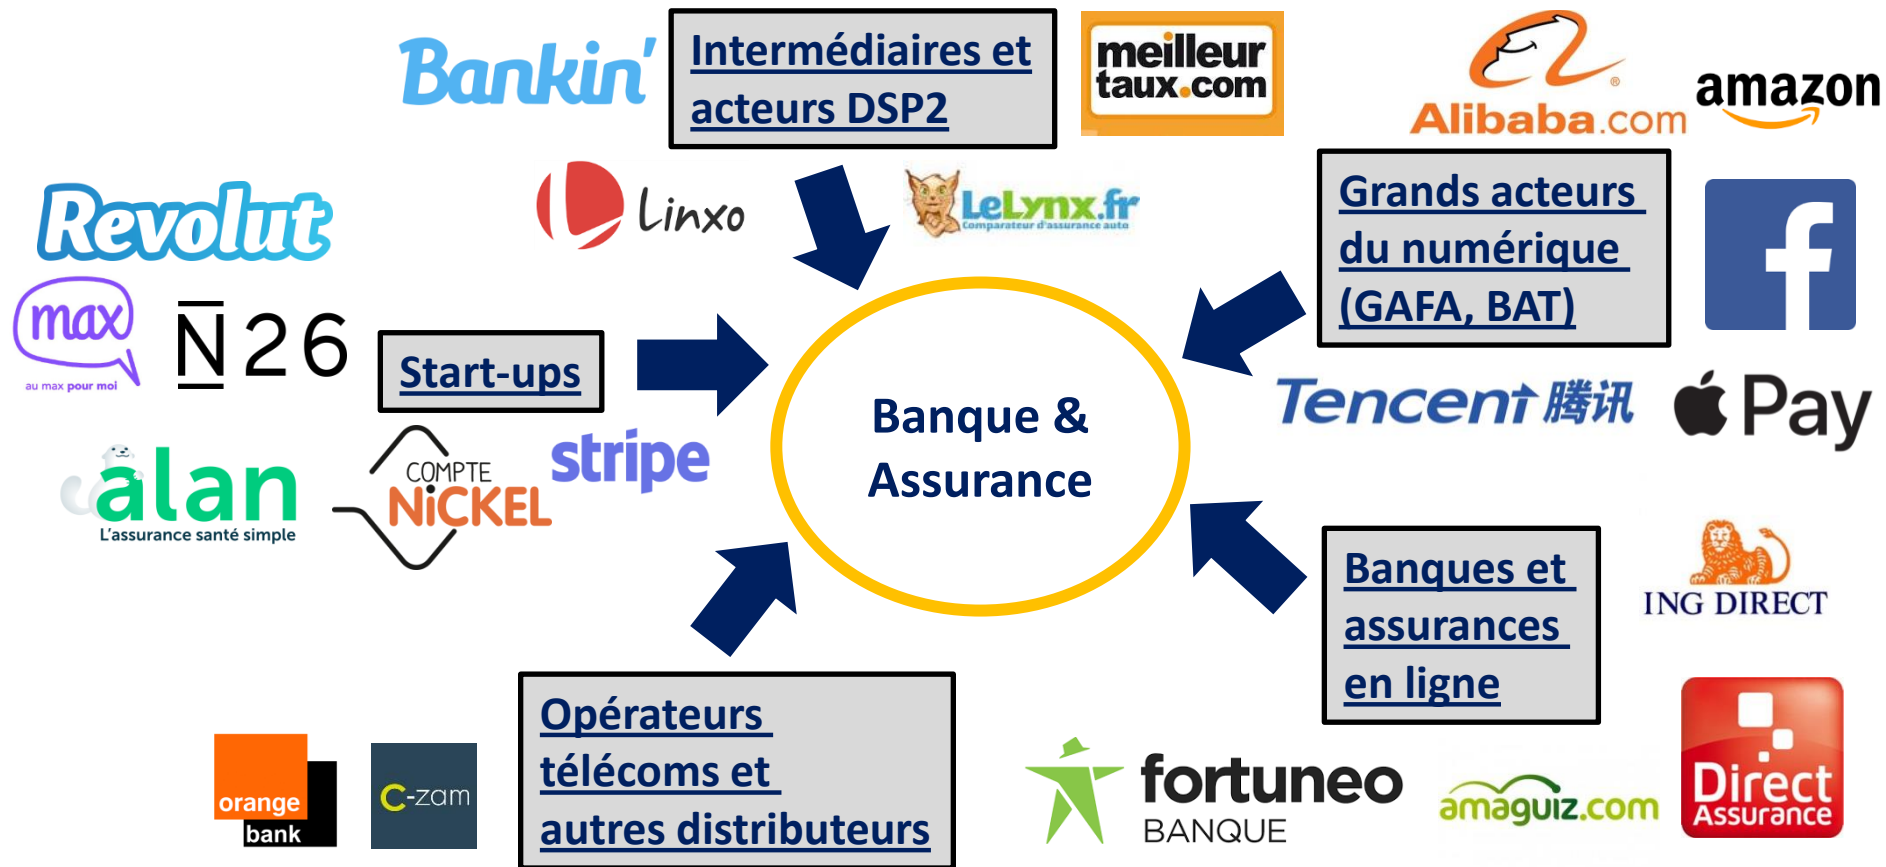 Bankin'
Intermédiaires et
acteurs DSP2
meilleur
taux.com
Alibaba.com
amazon
Linxo
LeLynx.fr
Comparateur d'assurance auto
Grands acteurs
du numérique
(GAFA, BAT)
f
Revolut
max
au max pour moi
N26
Start-ups
Banque &
Assurance
Tencent 腾讯
Pay
alan
L'assurance santé simple
COMPTE
NiCKEL
stripe
Banques et
assurances
en ligne
ING DIRECT
Opérateurs
télécoms et
autres distributeurs
orange
bank
C-zam
fortuneo
BANQUE
amaguiz.com
Direct
Assurance